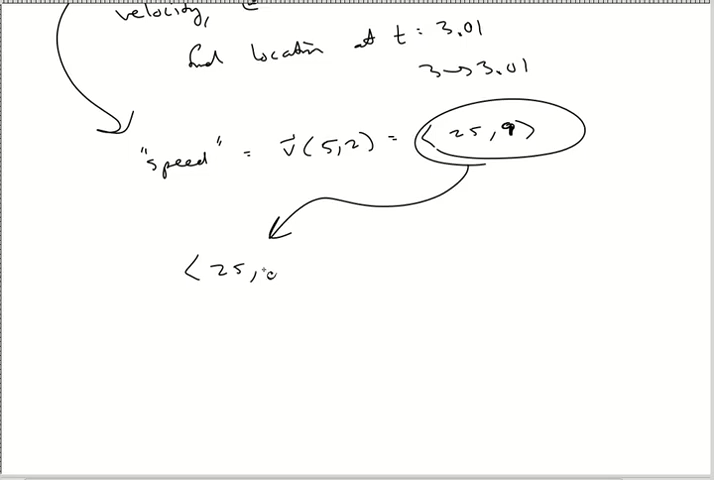 velocity,
find location at t = 3.01
3→3.01
"speed" = v⃗(5,2) = <25,9>
<25,